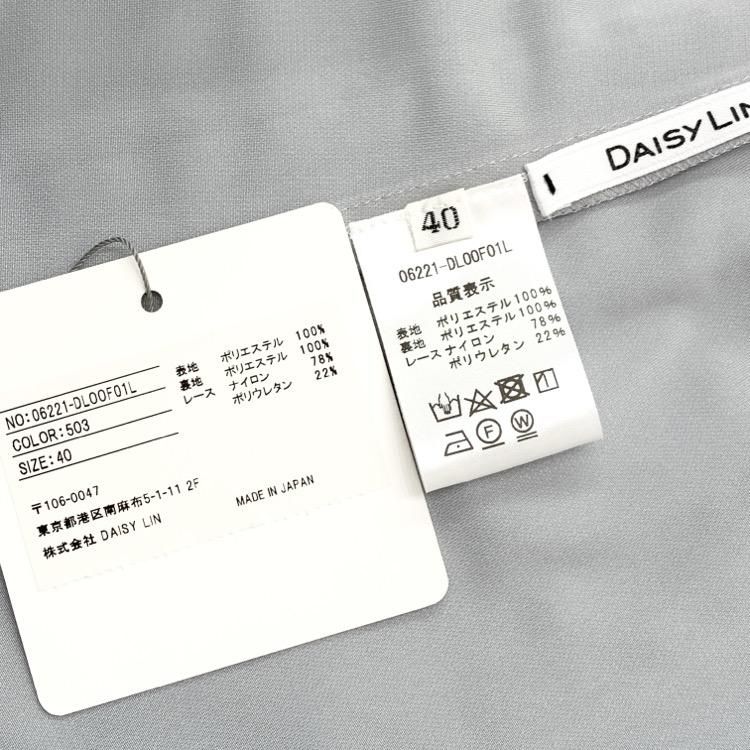 DAISY LIN
40
06221-DL00F01L
品質表示
表地 ポリエステル 100%
裏地 ポリエステル 100%
レース ナイロン 78%
ポリウレタン 22%
F
W
NO:06221-DL00F01L
COLOR:503
SIZE:40
表地 ポリエステル 100%
裏地 ポリエステル 100%
レース ナイロン 78%
ポリウレタン 22%
〒106-0047
東京都港区南麻布5-1-11 2F
株式会社 DAISY LIN
MADE IN JAPAN